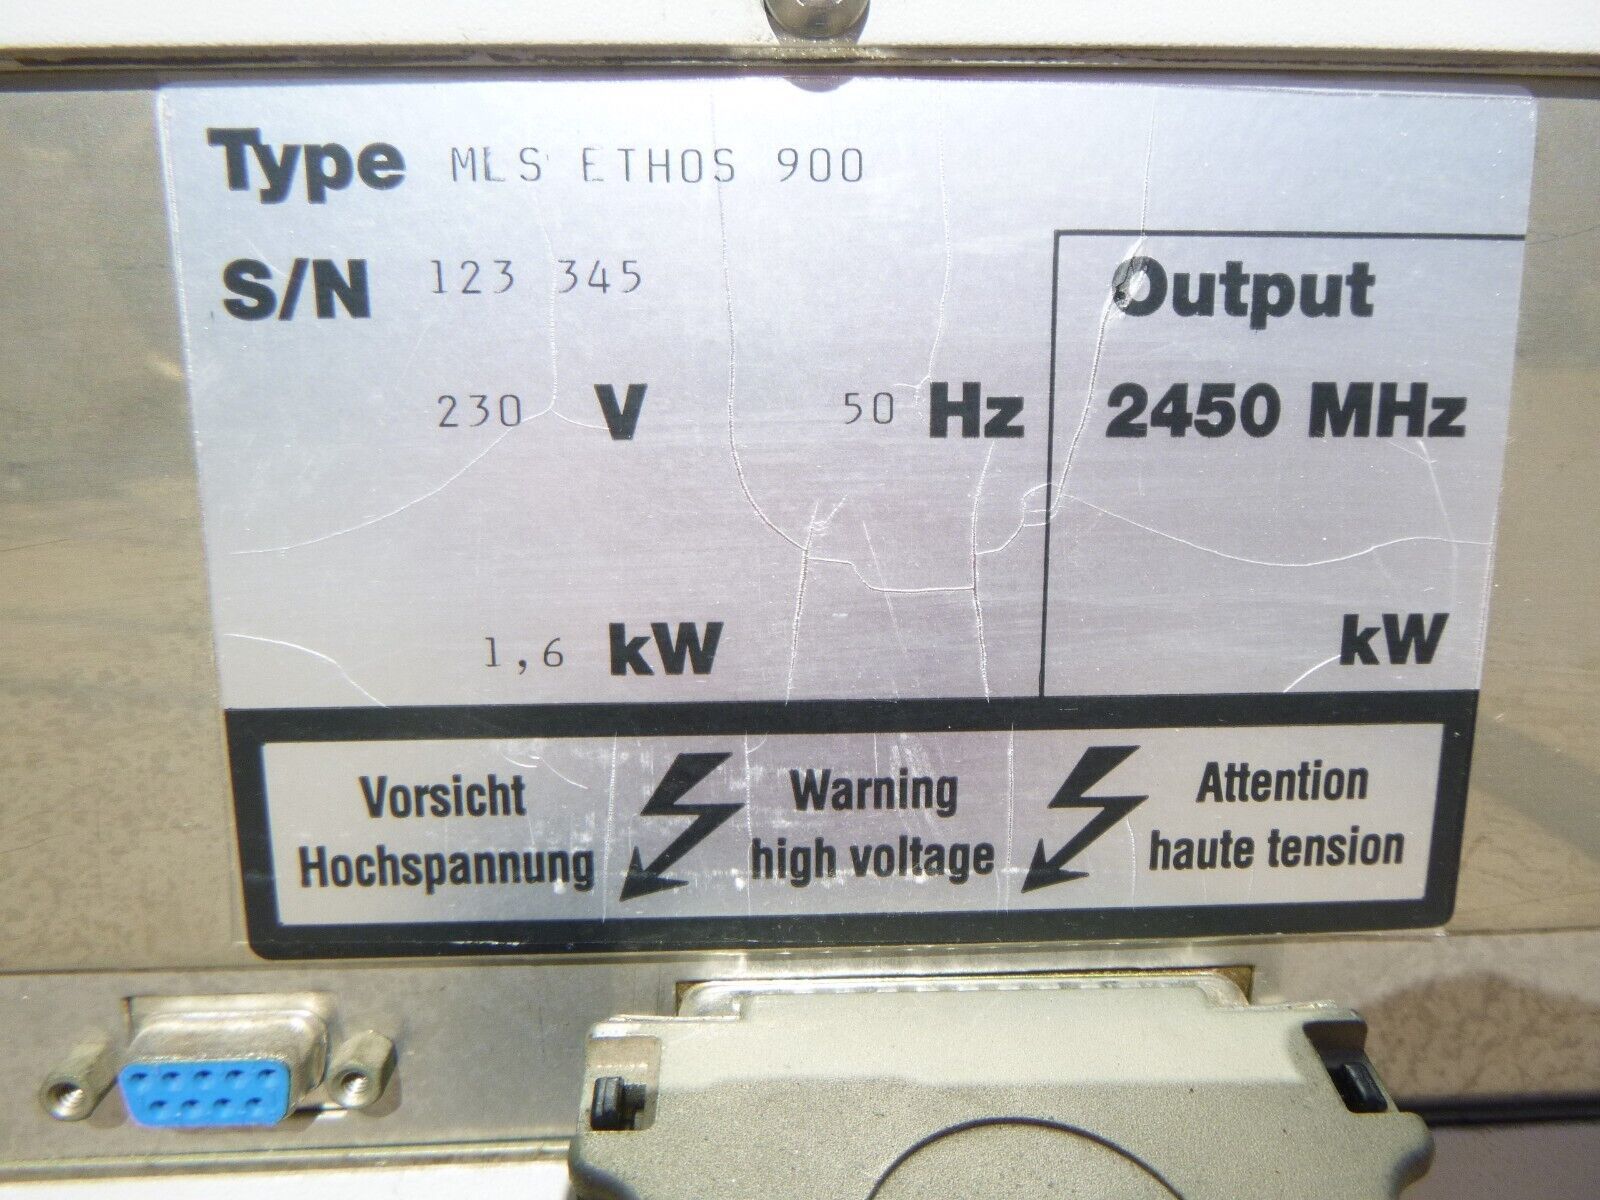 Type MLS ETHOS 900
S/N 123 345
Output
230 V 50 Hz
2450 MHz
1,6 kW
kW
Vorsicht
Hochspannung
Warning
high voltage
Attention
haute tension